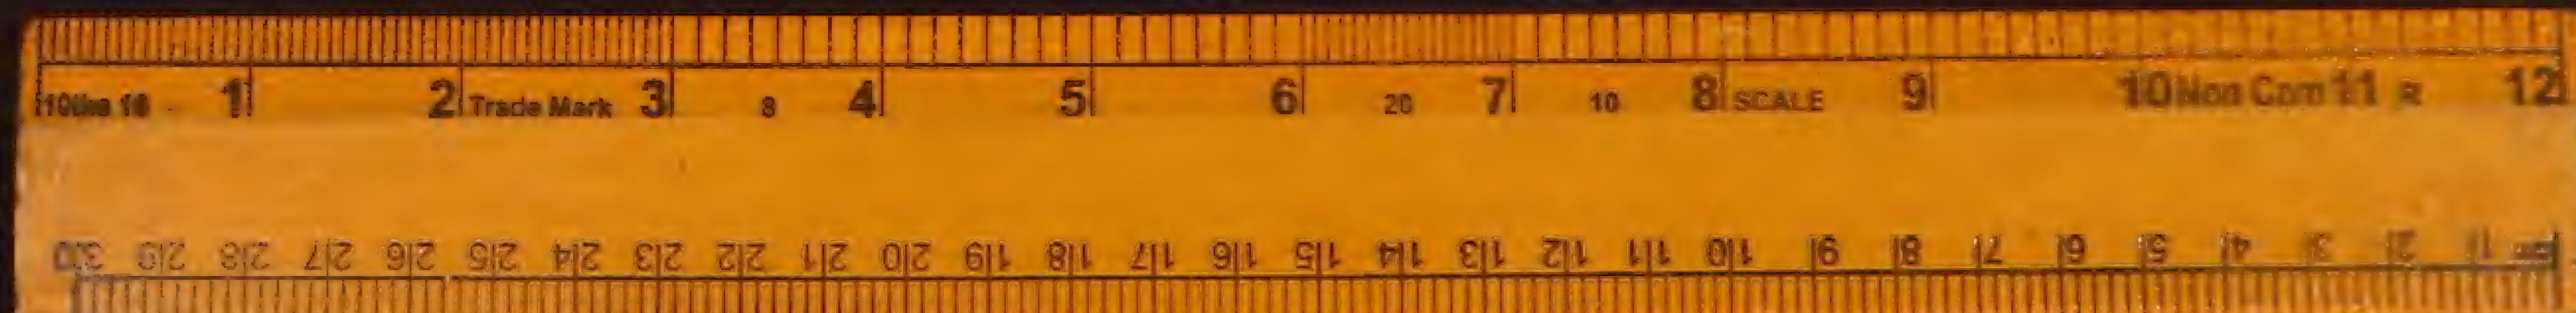 10ths 16 1 2 Trade Mark 3 8 4 5 6 20 7 10 8 SCALE 9 10 Non Com 11 R 12
cm 1 2 3 4 5 6 7 8 9 10 11 12 13 14 15 16 17 18 19 20 21 22 23 24 25 26 27 28 29 30